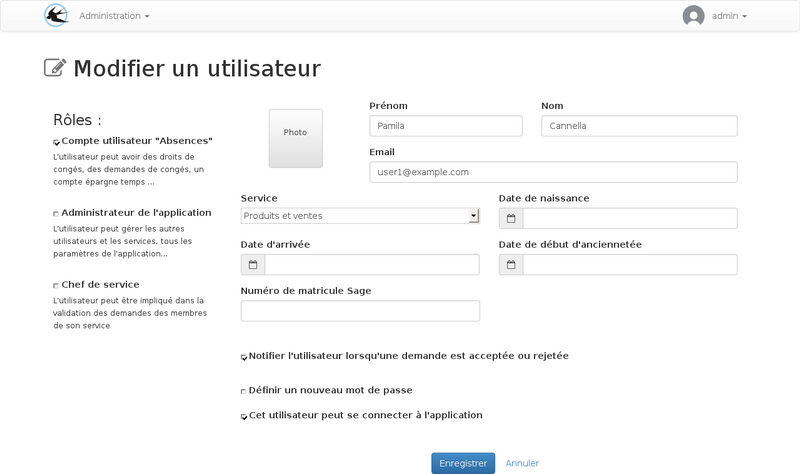 Administration
admin
Modifier un utilisateur
Rôles :
Compte utilisateur "Absences"
L'utilisateur peut avoir des droits de
congés, des demandes de congés, un
compte épargne temps ...
Administrateur de l'application
L'utilisateur peut gérer les autres
utilisateurs et les services, tous les
paramètres de l'application...
Chef de service
L'utilisateur peut être impliqué dans la
validation des demandes des membres
de son service
Photo
Prénom
Nom
Pamila
Cannella
Email
user1@example.com
Service
Date de naissance
Produits et ventes
Date d'arrivée
Date de début d'anciennetée
Numéro de matricule Sage
Notifier l'utilisateur lorsqu'une demande est acceptée ou rejetée
Définir un nouveau mot de passe
Cet utilisateur peut se connecter à l'application
Enregistrer
Annuler